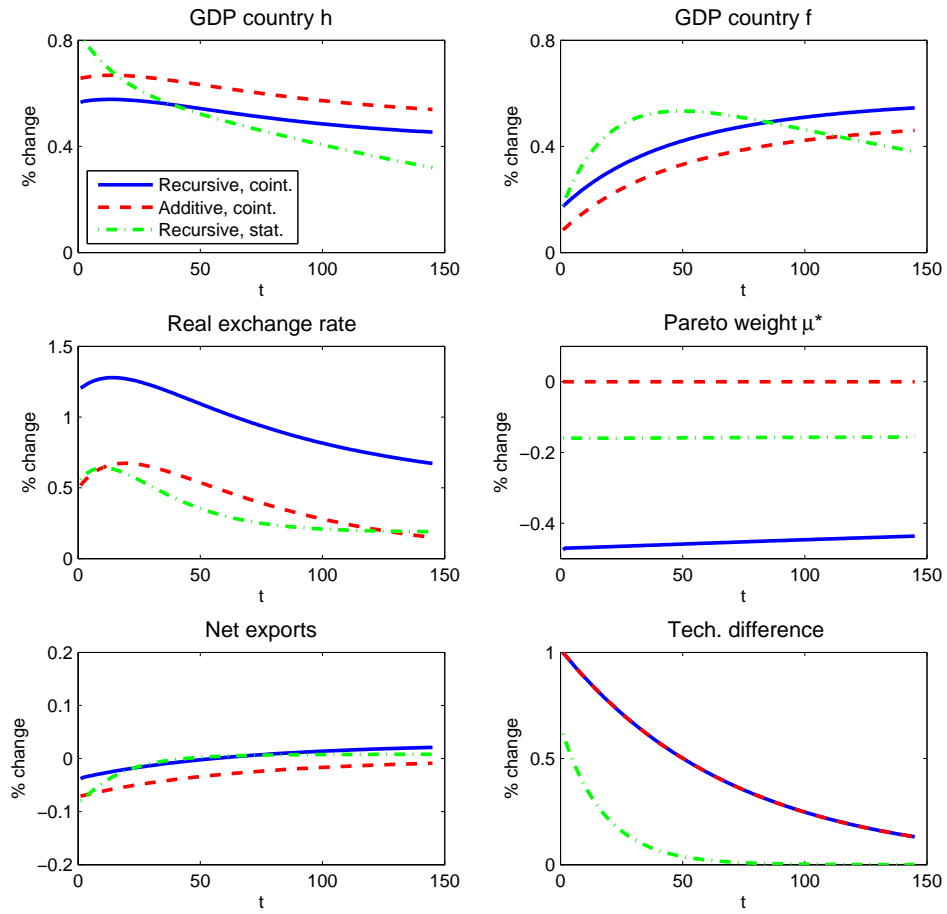 GDP country h
0.8
0.4
0
% change
Recursive, coint.
Additive, coint.
Recursive, stat.
0 50 100 150
t
GDP country f
0.8
0.4
0
% change
0 50 100 150
t
Real exchange rate
1.5
1
0.5
0
% change
0 50 100 150
t
Pareto weight μ*
0
−0.2
−0.4
% change
0 50 100 150
t
Net exports
0.2
0.1
0
−0.1
−0.2
% change
0 50 100 150
t
Tech. difference
1
0.5
0
% change
0 50 100 150
t